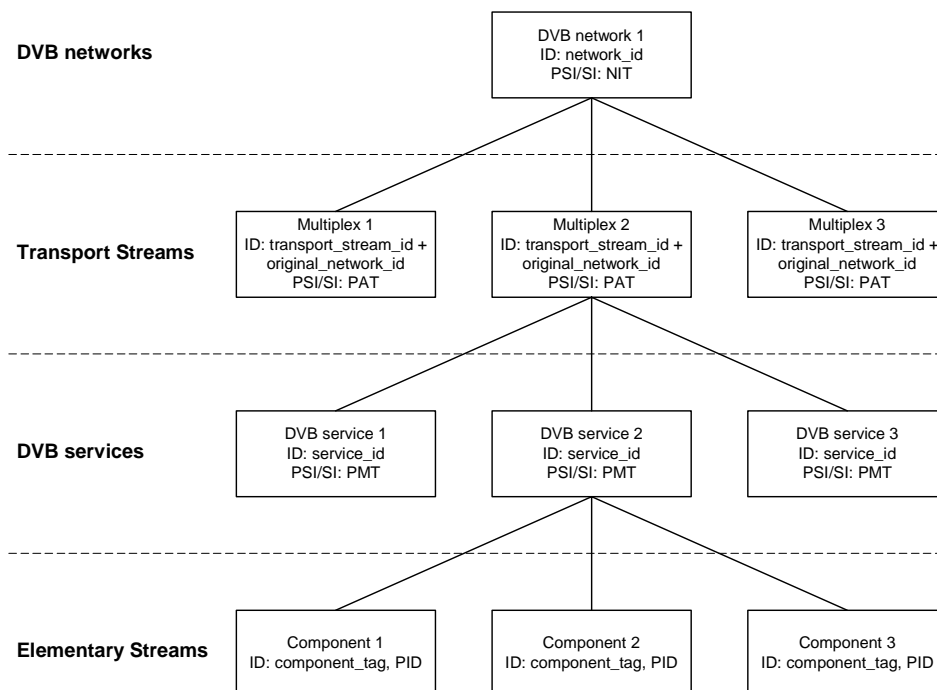 DVB networks
DVB network 1
ID: network_id
PSI/SI: NIT
Transport Streams
Multiplex 1
ID: transport_stream_id +
original_network_id
PSI/SI: PAT
Multiplex 2
ID: transport_stream_id +
original_network_id
PSI/SI: PAT
Multiplex 3
ID: transport_stream_id +
original_network_id
PSI/SI: PAT
DVB services
DVB service 1
ID: service_id
PSI/SI: PMT
DVB service 2
ID: service_id
PSI/SI: PMT
DVB service 3
ID: service_id
PSI/SI: PMT
Elementary Streams
Component 1
ID: component_tag, PID
Component 2
ID: component_tag, PID
Component 3
ID: component_tag, PID